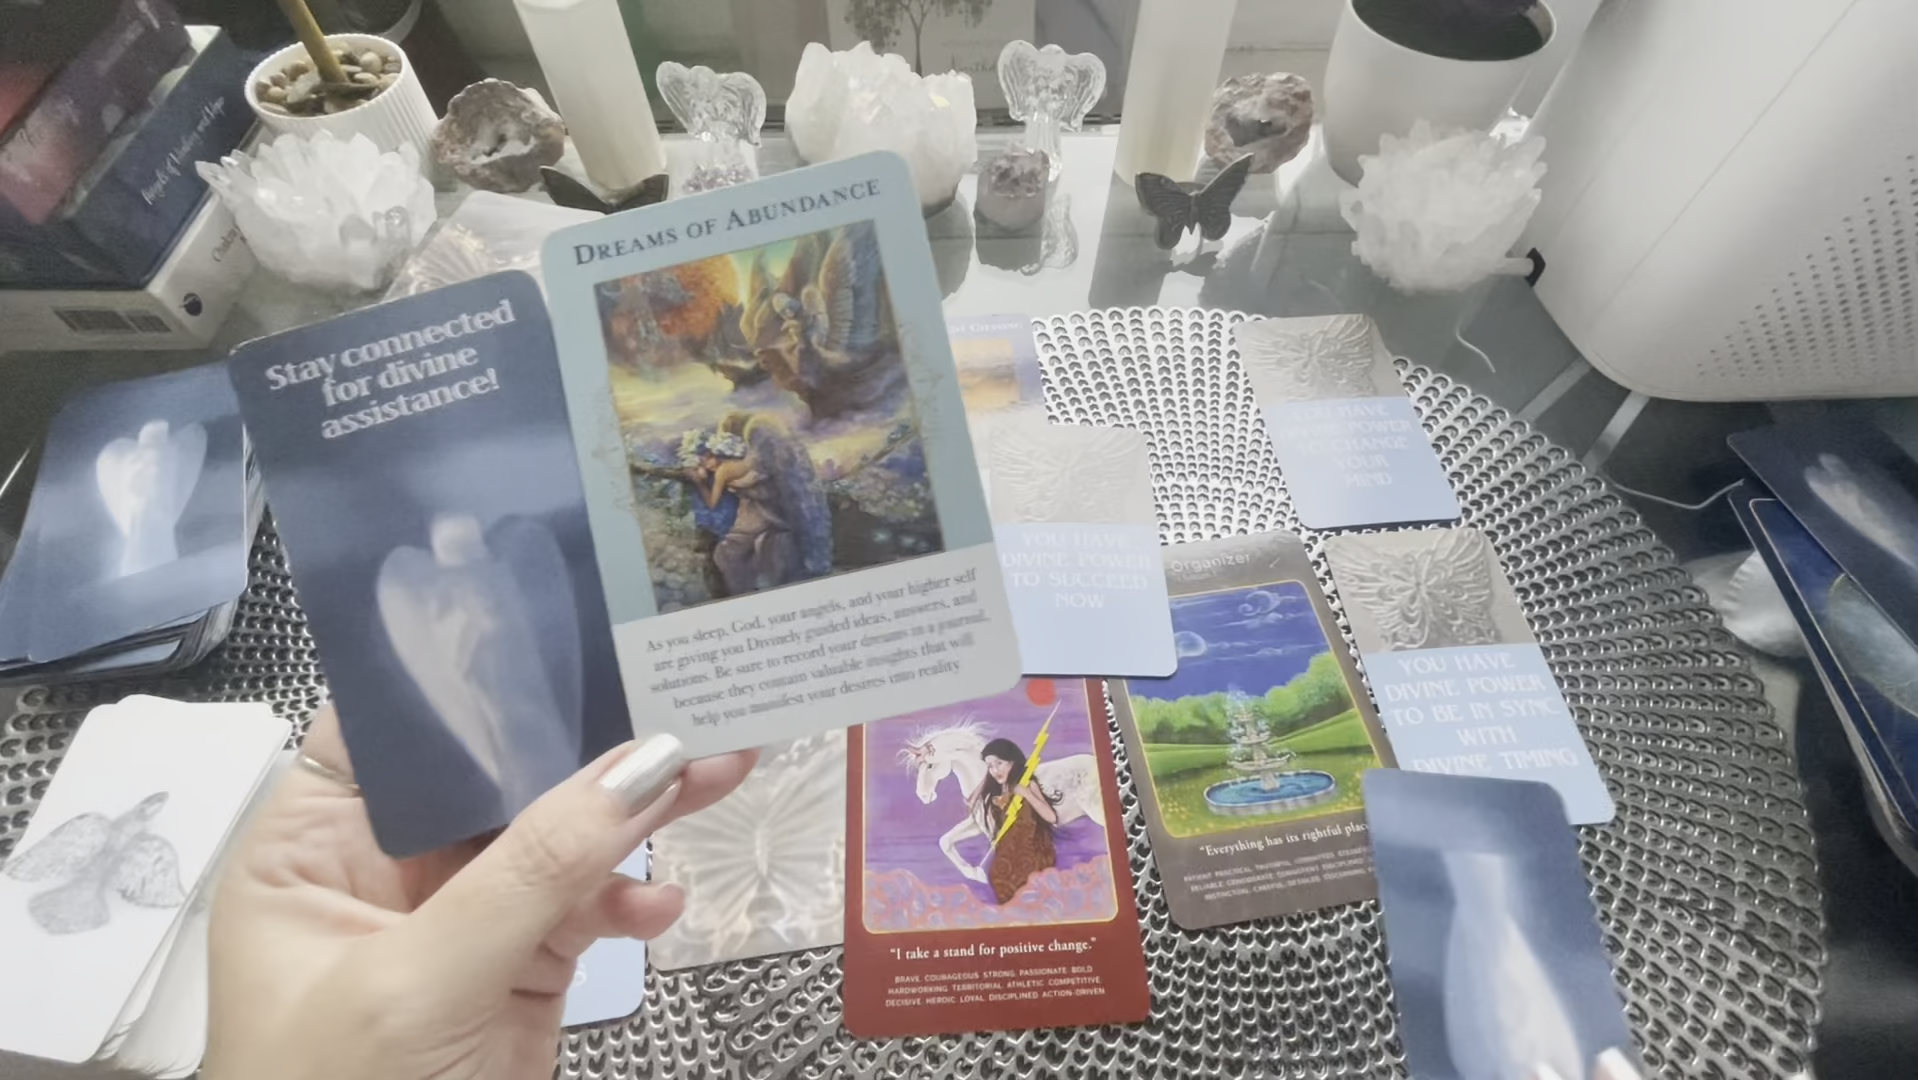 Stay connected
for divine
assistance!
DREAMS OF ABUNDANCE
As you sleep, God, your angels, and your higher self
are giving you Divinely guided ideas, answers, and
solutions. Be sure to record your dreams in a journal,
because they contain valuable insights that will
help you manifest your desires into reality
YOU HAVE
DIVINE POWER
TO SUCCEED
NOW
YOU HAVE
DIVINE POWER
TO CHANGE
YOUR
MIND
Organizer
"Everything has its rightful place
YOU HAVE
DIVINE POWER
TO BE IN SYNC
WITH
DIVINE TIMING
"I take a stand for positive change."
BRAVE COURAGEOUS STRONG PASSIONATE BOLD
HARDWORKING TERRITORIAL ATHLETIC COMPETITIVE
DECISIVE HEROIC LOYAL DISCIPLINED ACTION-DRIVEN
S